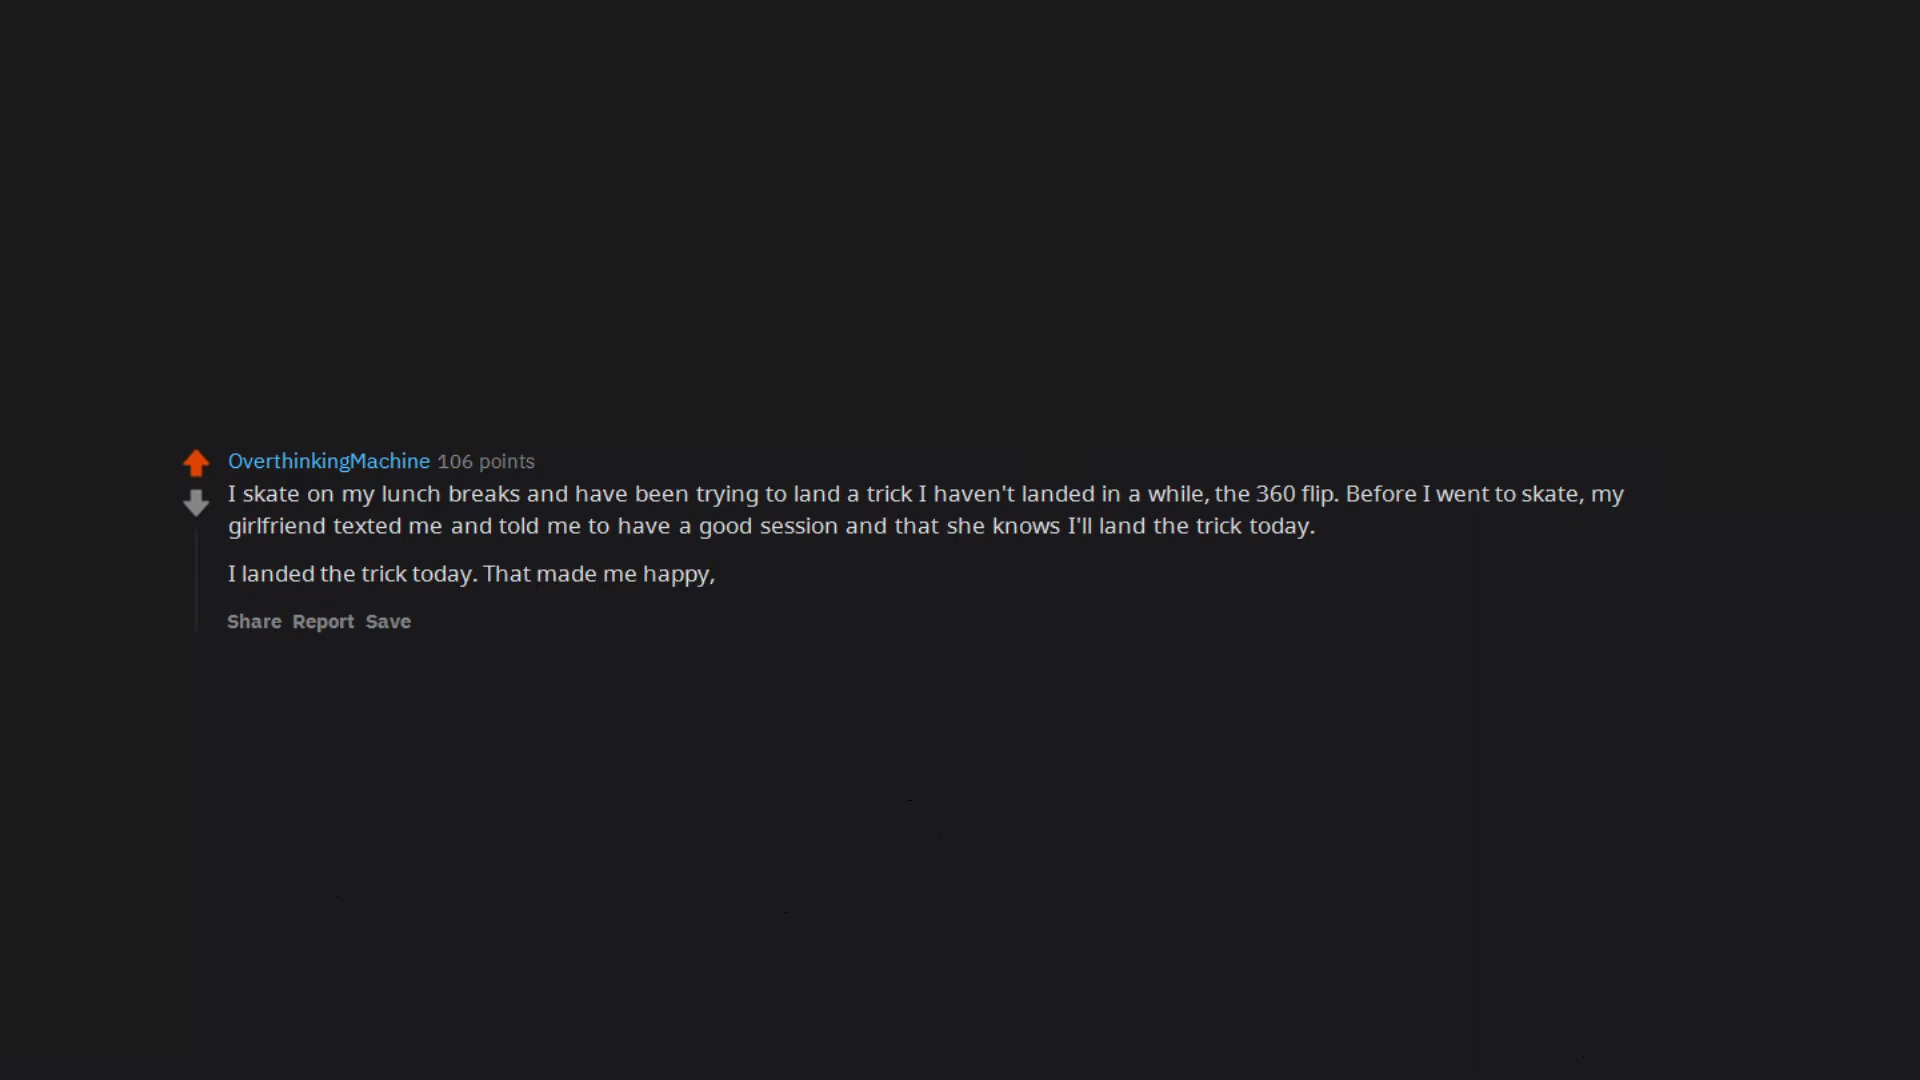 OverthinkingMachine 106 points
I skate on my lunch breaks and have been trying to land a trick I haven't landed in a while, the 360 flip. Before I went to skate, my
girlfriend texted me and told me to have a good session and that she knows I'll land the trick today.
I landed the trick today. That made me happy,
Share Report Save